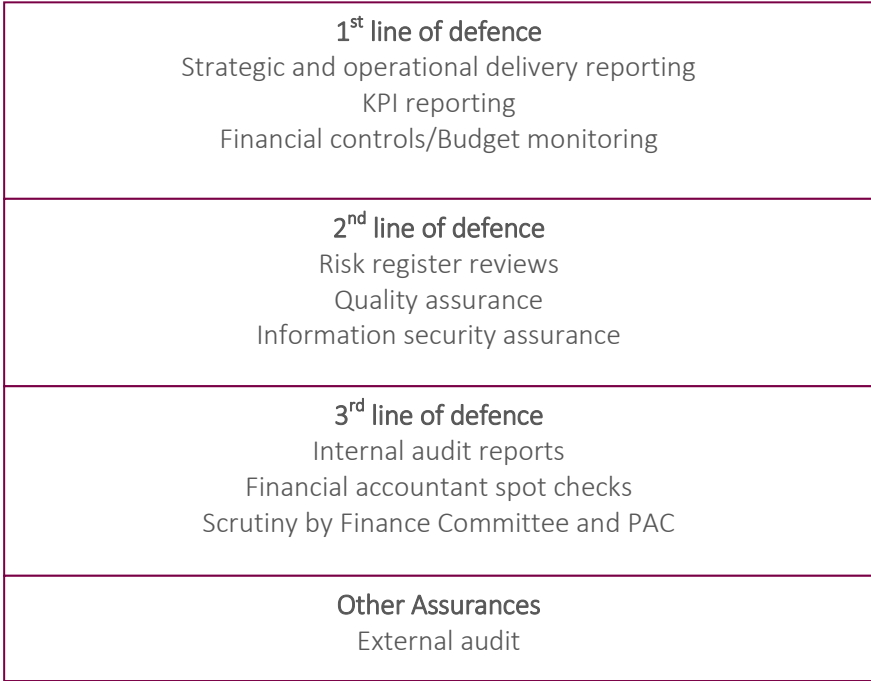 1st line of defence
Strategic and operational delivery reporting
KPI reporting
Financial controls/Budget monitoring
2nd line of defence
Risk register reviews
Quality assurance
Information security assurance
3rd line of defence
Internal audit reports
Financial accountant spot checks
Scrutiny by Finance Committee and PAC
Other Assurances
External audit